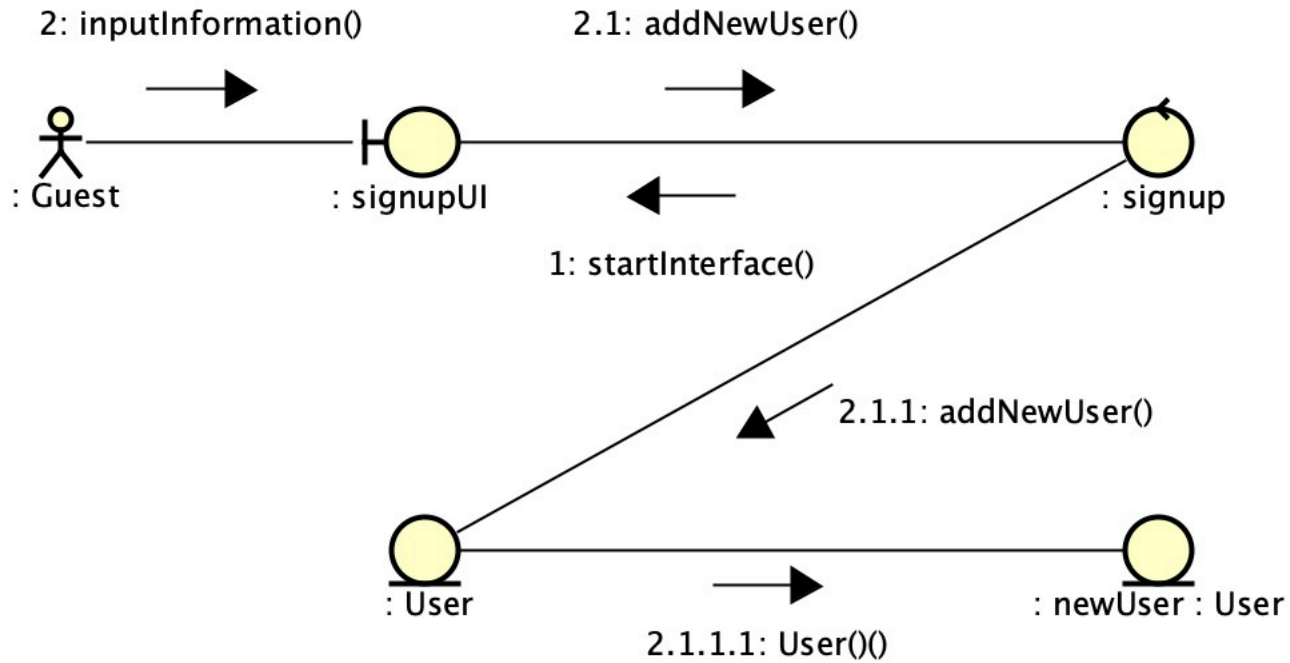 2: inputInformation()
2.1: addNewUser()
: Guest
: signupUI
: signup
1: startInterface()
2.1.1: addNewUser()
: User
: newUser : User
2.1.1.1: User()()